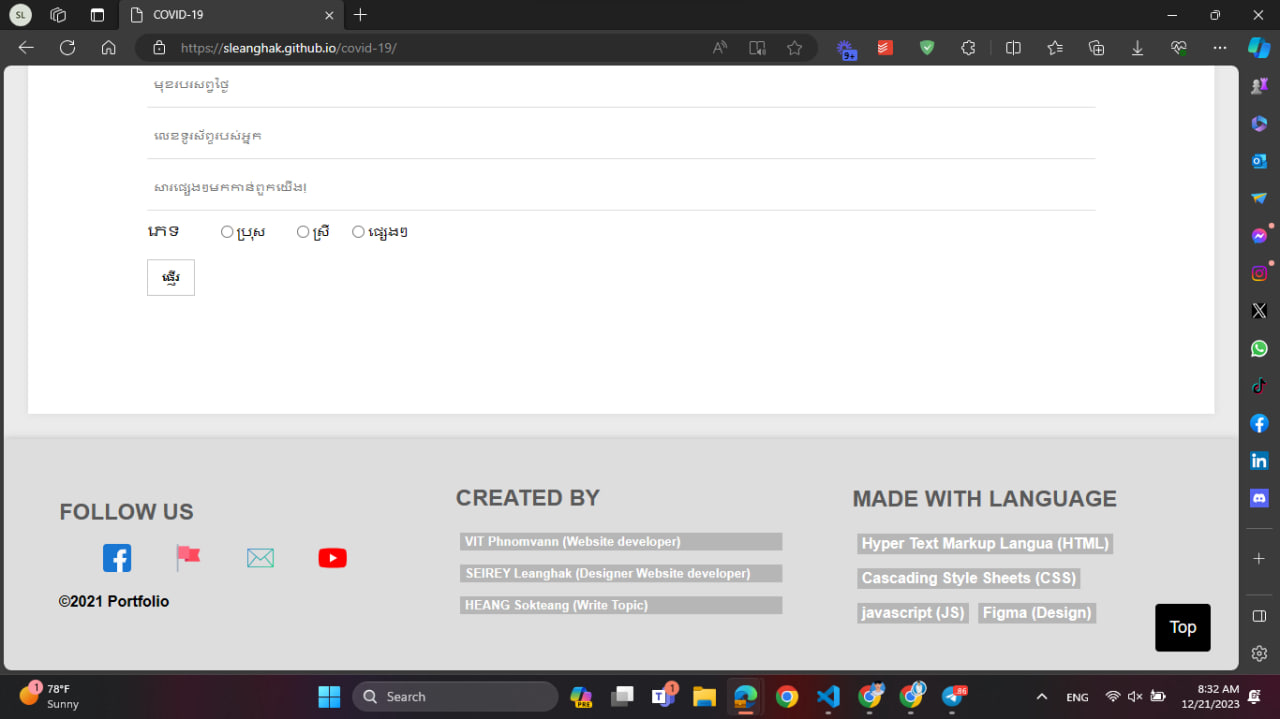 SL
COVID-19
https://sleanghak.github.io/covid-19/
9+
មុខរបរសព្វថ្ងៃ
លេខទូរស័ព្ទរបស់អ្នក
សារផ្សេងៗមកកាន់ពួកយើង!
ភេទ ប្រុស ស្រី ផ្សេងៗ
ផ្ញើរ
FOLLOW US
©2021 Portfolio
CREATED BY
VIT Phnomvann (Website developer)
SEIREY Leanghak (Designer Website developer)
HEANG Sokteang (Write Topic)
MADE WITH LANGUAGE
Hyper Text Markup Langua (HTML)
Cascading Style Sheets (CSS)
javascript (JS) Figma (Design)
Top
1
78°F
Sunny
Search
PRE
1
86
ENG
8:32 AM
12/21/2023